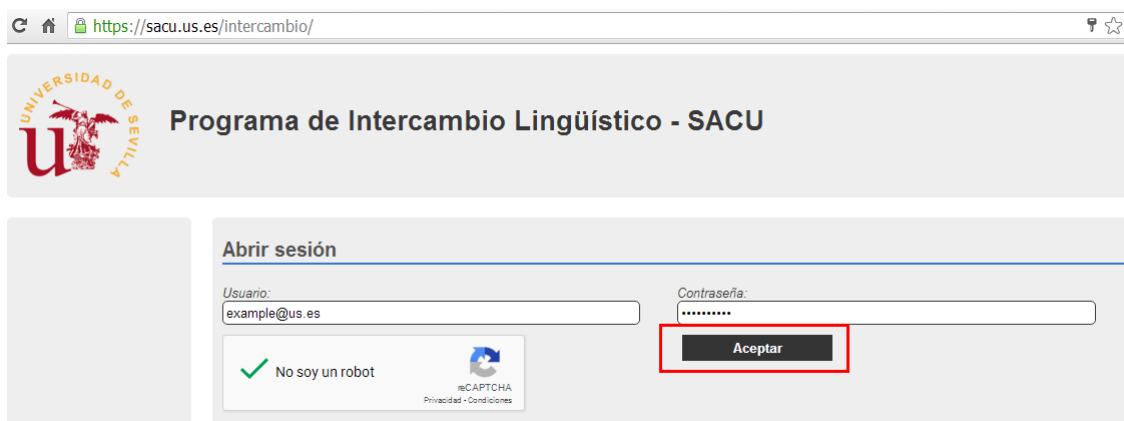 https://sacu.us.es/intercambio/
UNIVERSIDAD DE SEVILLA
Programa de Intercambio Lingüístico - SACU
Abrir sesión
Usuario:
Contraseña:
example@us.es
••••••••••
Aceptar
No soy un robot
reCAPTCHA
Privacidad - Condiciones